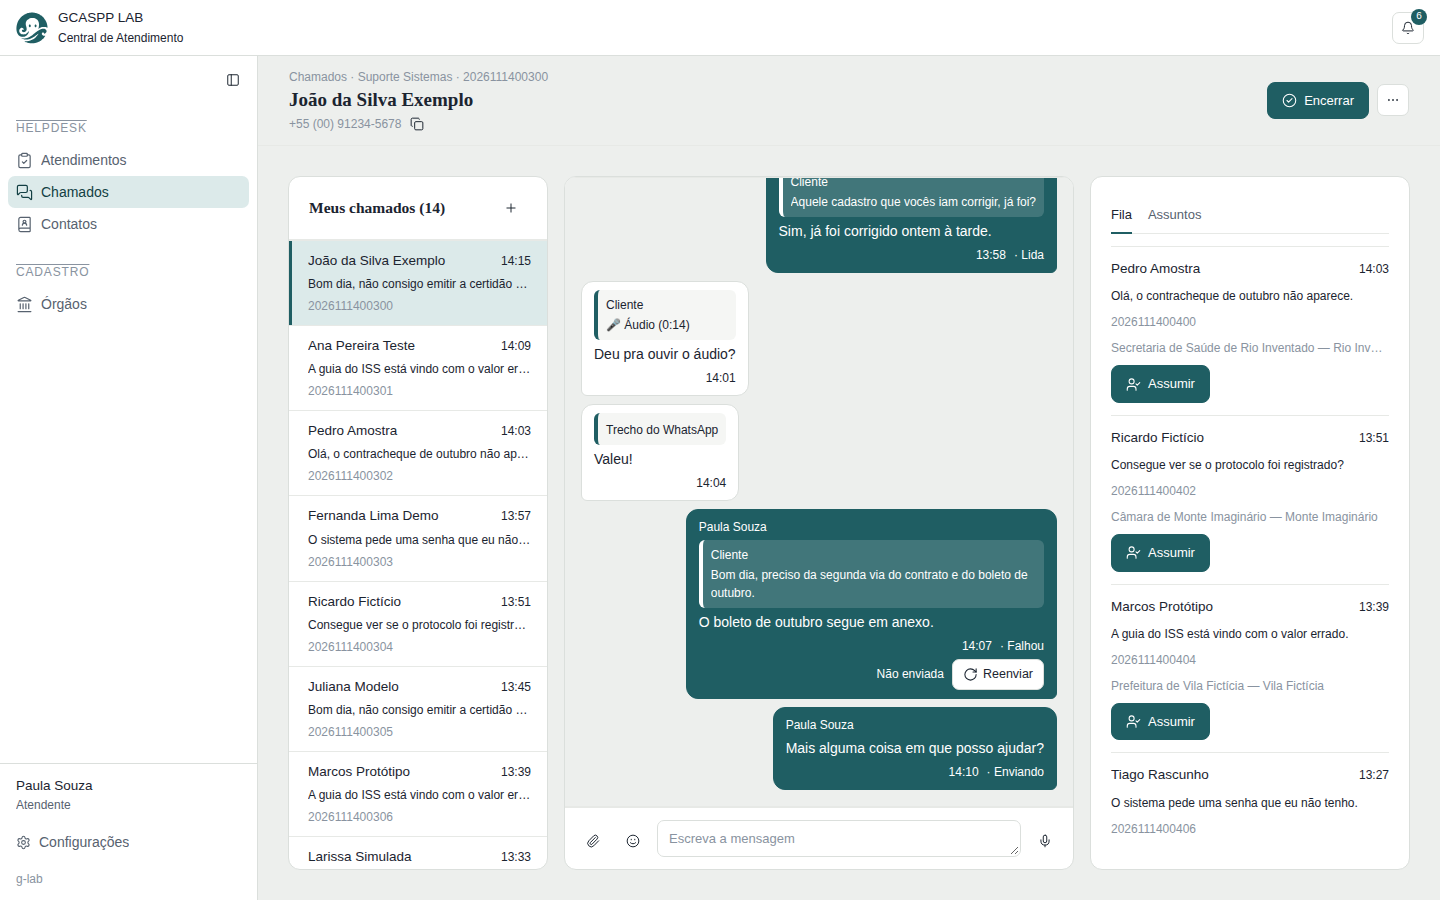 GCASPP LAB
Central de Atendimento
6
HELPDESK
Atendimentos
Chamados
Contatos
CADASTRO
Órgãos
Paula Souza
Atendente
Configurações
g-lab
Chamados · Suporte Sistemas · 2026111400300
João da Silva Exemplo
+55 (00) 91234-5678
Encerrar
Meus chamados (14)
João da Silva Exemplo 14:15
Bom dia, não consigo emitir a certidão …
2026111400300
Ana Pereira Teste 14:09
A guia do ISS está vindo com o valor er…
2026111400301
Pedro Amostra 14:03
Olá, o contracheque de outubro não ap…
2026111400302
Fernanda Lima Demo 13:57
O sistema pede uma senha que eu não…
2026111400303
Ricardo Fictício 13:51
Consegue ver se o protocolo foi registr…
2026111400304
Juliana Modelo 13:45
Bom dia, não consigo emitir a certidão …
2026111400305
Marcos Protótipo 13:39
A guia do ISS está vindo com o valor er…
2026111400306
Larissa Simulada 13:33
Cliente
Aquele cadastro que vocês iam corrigir, já foi?
Sim, já foi corrigido ontem à tarde.
13:58 · Lida
Cliente
🎤 Áudio (0:14)
Deu pra ouvir o áudio?
14:01
Trecho do WhatsApp
Valeu!
14:04
Paula Souza
Cliente
Bom dia, preciso da segunda via do contrato e do boleto de
outubro.
O boleto de outubro segue em anexo.
14:07 · Falhou
Não enviada Reenviar
Paula Souza
Mais alguma coisa em que posso ajudar?
14:10 · Enviando
Escreva a mensagem
Fila Assuntos
Pedro Amostra 14:03
Olá, o contracheque de outubro não aparece.
2026111400400
Secretaria de Saúde de Rio Inventado — Rio Inv…
Assumir
Ricardo Fictício 13:51
Consegue ver se o protocolo foi registrado?
2026111400402
Câmara de Monte Imaginário — Monte Imaginário
Assumir
Marcos Protótipo 13:39
A guia do ISS está vindo com o valor errado.
2026111400404
Prefeitura de Vila Fictícia — Vila Fictícia
Assumir
Tiago Rascunho 13:27
O sistema pede uma senha que eu não tenho.
2026111400406